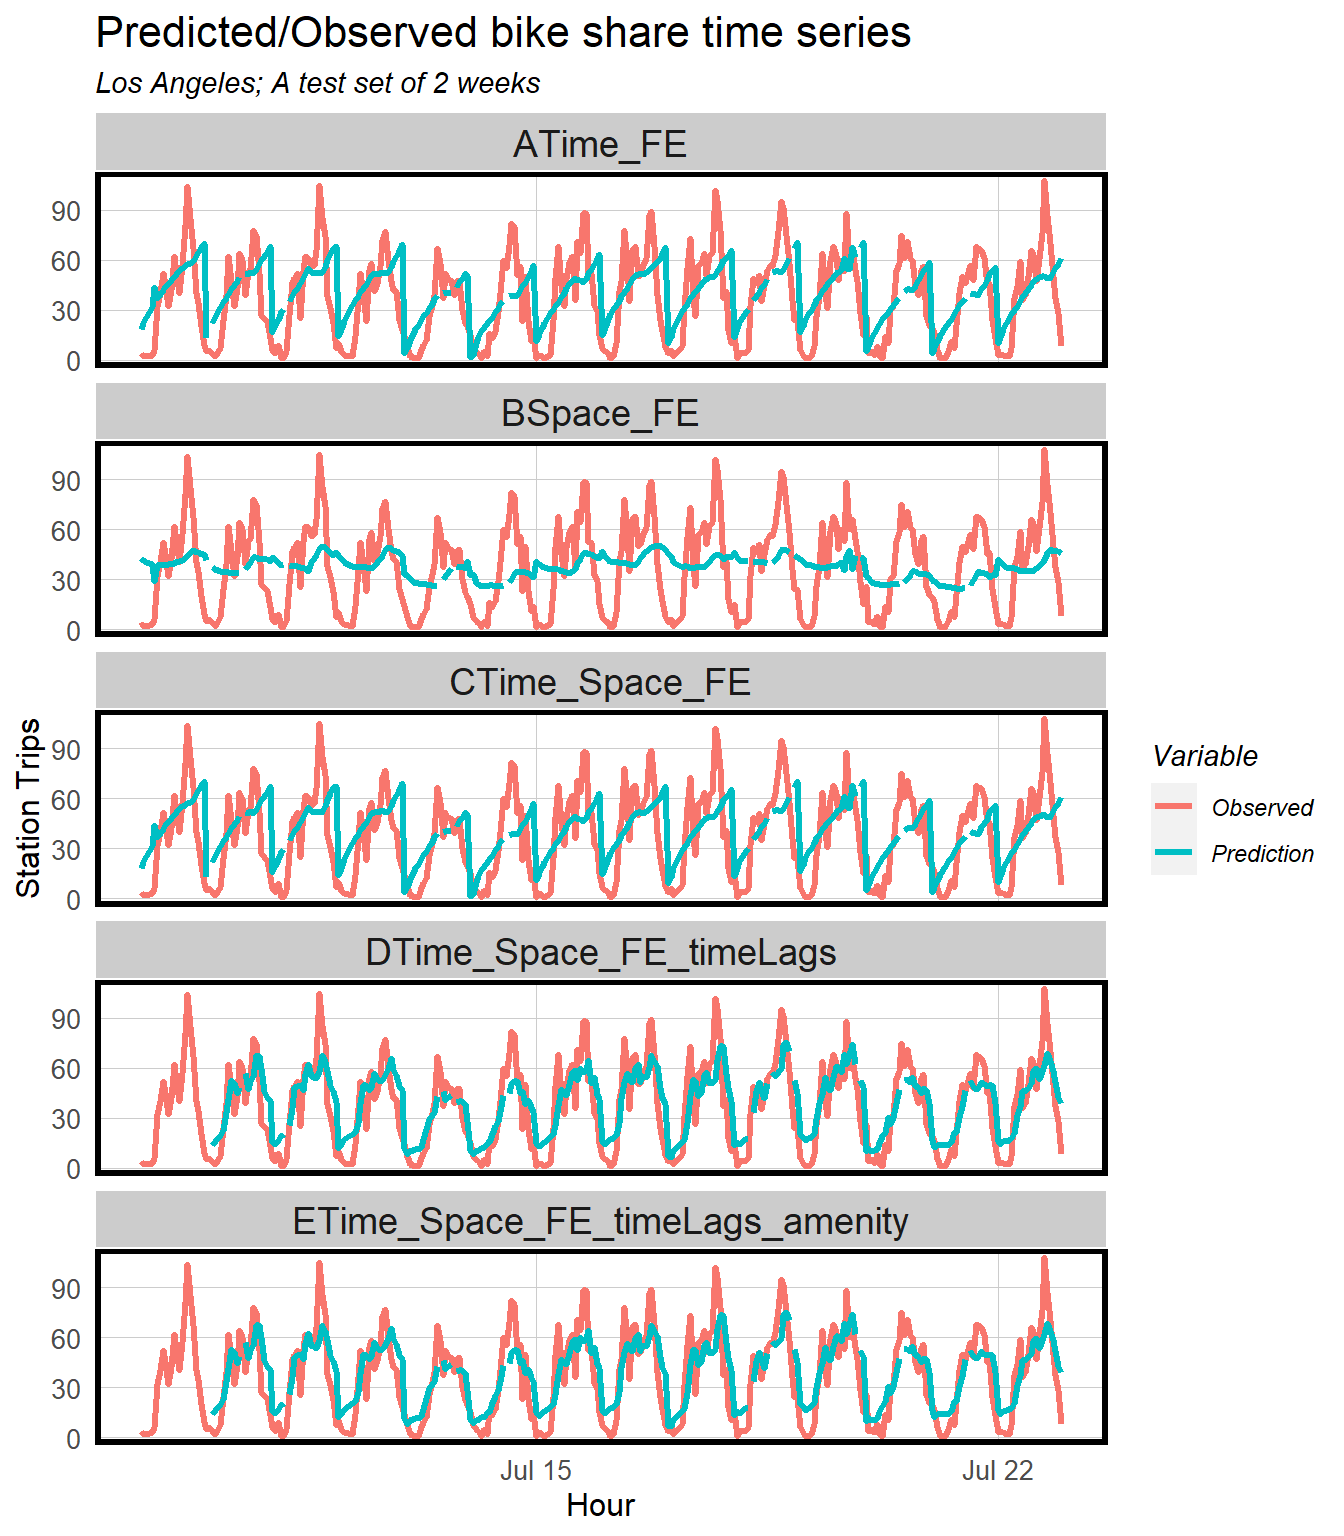 Predicted/Observed bike share time series
Los Angeles; A test set of 2 weeks
ATime_FE
90
60
30
0
BSpace_FE
90
60
30
0
CTime_Space_FE
90
60
30
0
Station Trips
Variable
Observed
Prediction
DTime_Space_FE_timeLags
90
60
30
0
ETime_Space_FE_timeLags_amenity
90
60
30
0
Jul 15
Jul 22
Hour